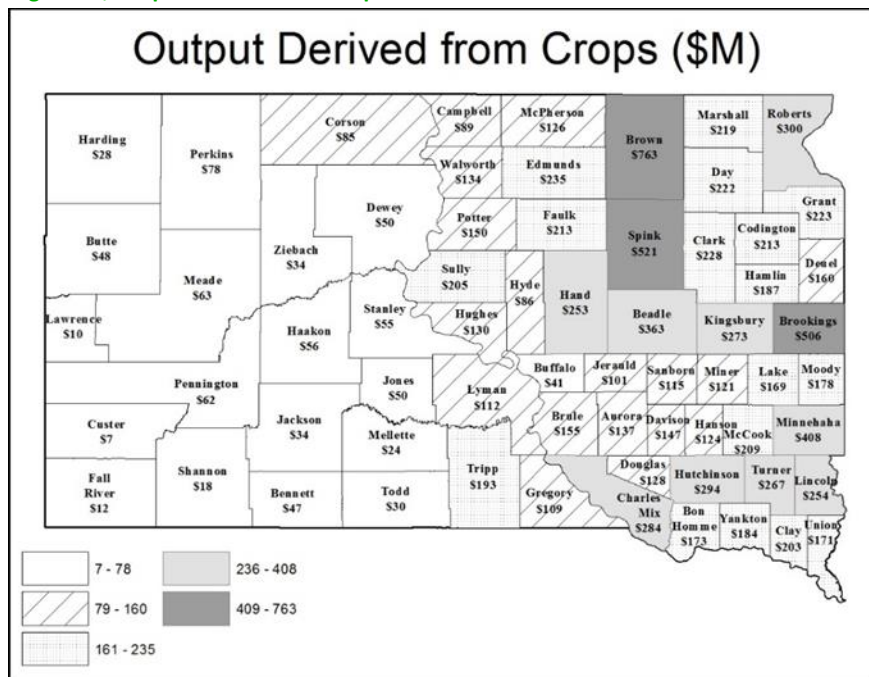 Output Derived from Crops ($M)
Harding
$28
Perkins
$78
Corson
$85
Campbell
$89
McPherson
$126
Brown
$763
Marshall
$219
Roberts
$300
Walworth
$134
Edmunds
$235
Day
$222
Grant
$223
Butte
$48
Meade
$63
Ziebach
$34
Dewey
$50
Potter
$150
Faulk
$213
Spink
$521
Clark
$228
Codington
$213
Deuel
$160
Hamlin
$187
Lawrence
$10
Haakon
$56
Stanley
$55
Sully
$205
Hughes
$130
Hyde
$86
Hand
$253
Beadle
$363
Kingsbury
$273
Brookings
$506
Pennington
$62
Jackson
$34
Jones
$50
Lyman
$112
Buffalo
$41
Jerauld
$101
Sanborn
$115
Miner
$121
Lake
$169
Moody
$178
Custer
$7
Mellette
$24
Brule
$155
Aurora
$137
Davison
$147
Hanson
$124
McCook
$209
Minnehaha
$408
Fall
River
$12
Shannon
$18
Bennett
$47
Todd
$30
Tripp
$193
Gregory
$109
Charles
Mix
$284
Douglas
$128
Hutchinson
$294
Turner
$267
Lincoln
$254
Bon
Homme
$173
Yankton
$184
Clay
$203
Union
$171
7 - 78
236 - 408
79 - 160
409 - 763
161 - 235